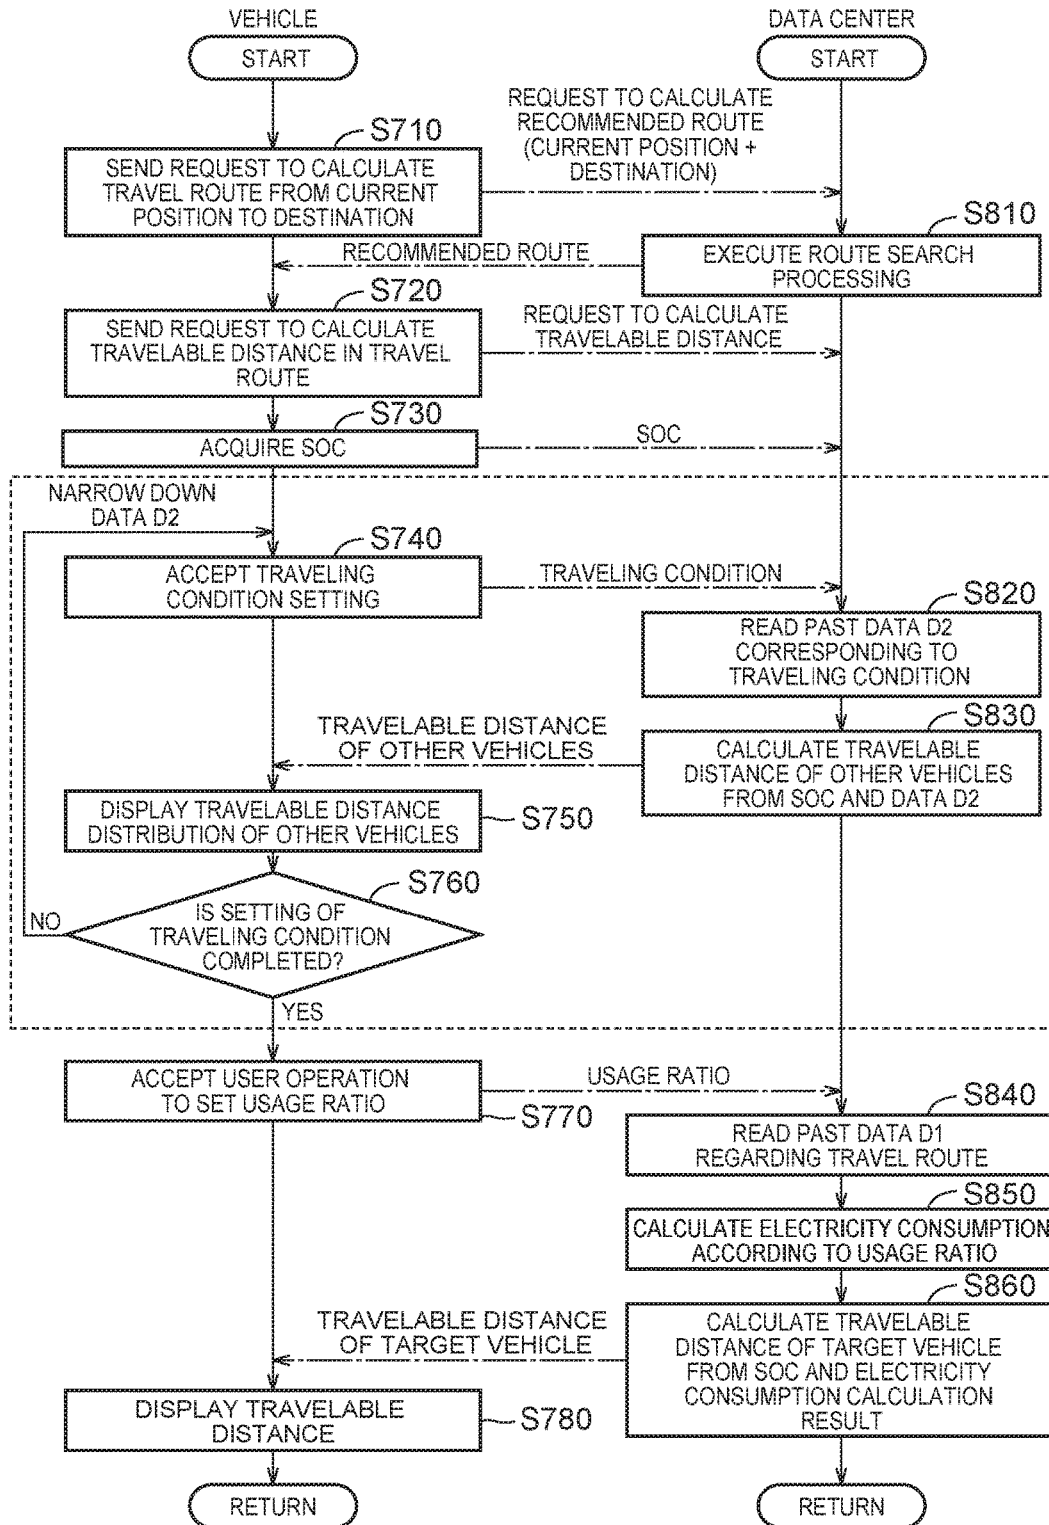 VEHICLE
DATA CENTER
START
START
REQUEST TO CALCULATE
RECOMMENDED ROUTE
(CURRENT POSITION +
DESTINATION)
S710
SEND REQUEST TO CALCULATE
TRAVEL ROUTE FROM CURRENT
POSITION TO DESTINATION
S810
EXECUTE ROUTE SEARCH
PROCESSING
RECOMMENDED ROUTE
S720
SEND REQUEST TO CALCULATE
TRAVELABLE DISTANCE IN TRAVEL
ROUTE
REQUEST TO CALCULATE
TRAVELABLE DISTANCE
S730
ACQUIRE SOC
SOC
NARROW DOWN
DATA D2
S740
ACCEPT TRAVELING
CONDITION SETTING
TRAVELING CONDITION
S820
READ PAST DATA D2
CORRESPONDING TO
TRAVELING CONDITION
S830
CALCULATE TRAVELABLE
DISTANCE OF OTHER VEHICLES
FROM SOC AND DATA D2
TRAVELABLE DISTANCE
OF OTHER VEHICLES
DISPLAY TRAVELABLE DISTANCE
DISTRIBUTION OF OTHER VEHICLES
S750
S760
IS SETTING OF
TRAVELING CONDITION
COMPLETED?
NO
YES
ACCEPT USER OPERATION
TO SET USAGE RATIO
S770
USAGE RATIO
S840
READ PAST DATA D1
REGARDING TRAVEL ROUTE
S850
CALCULATE ELECTRICITY CONSUMPTION
ACCORDING TO USAGE RATIO
S860
CALCULATE TRAVELABLE
DISTANCE OF TARGET VEHICLE
FROM SOC AND ELECTRICITY
CONSUMPTION CALCULATION
RESULT
TRAVELABLE DISTANCE
OF TARGET VEHICLE
DISPLAY TRAVELABLE
DISTANCE
S780
RETURN
RETURN